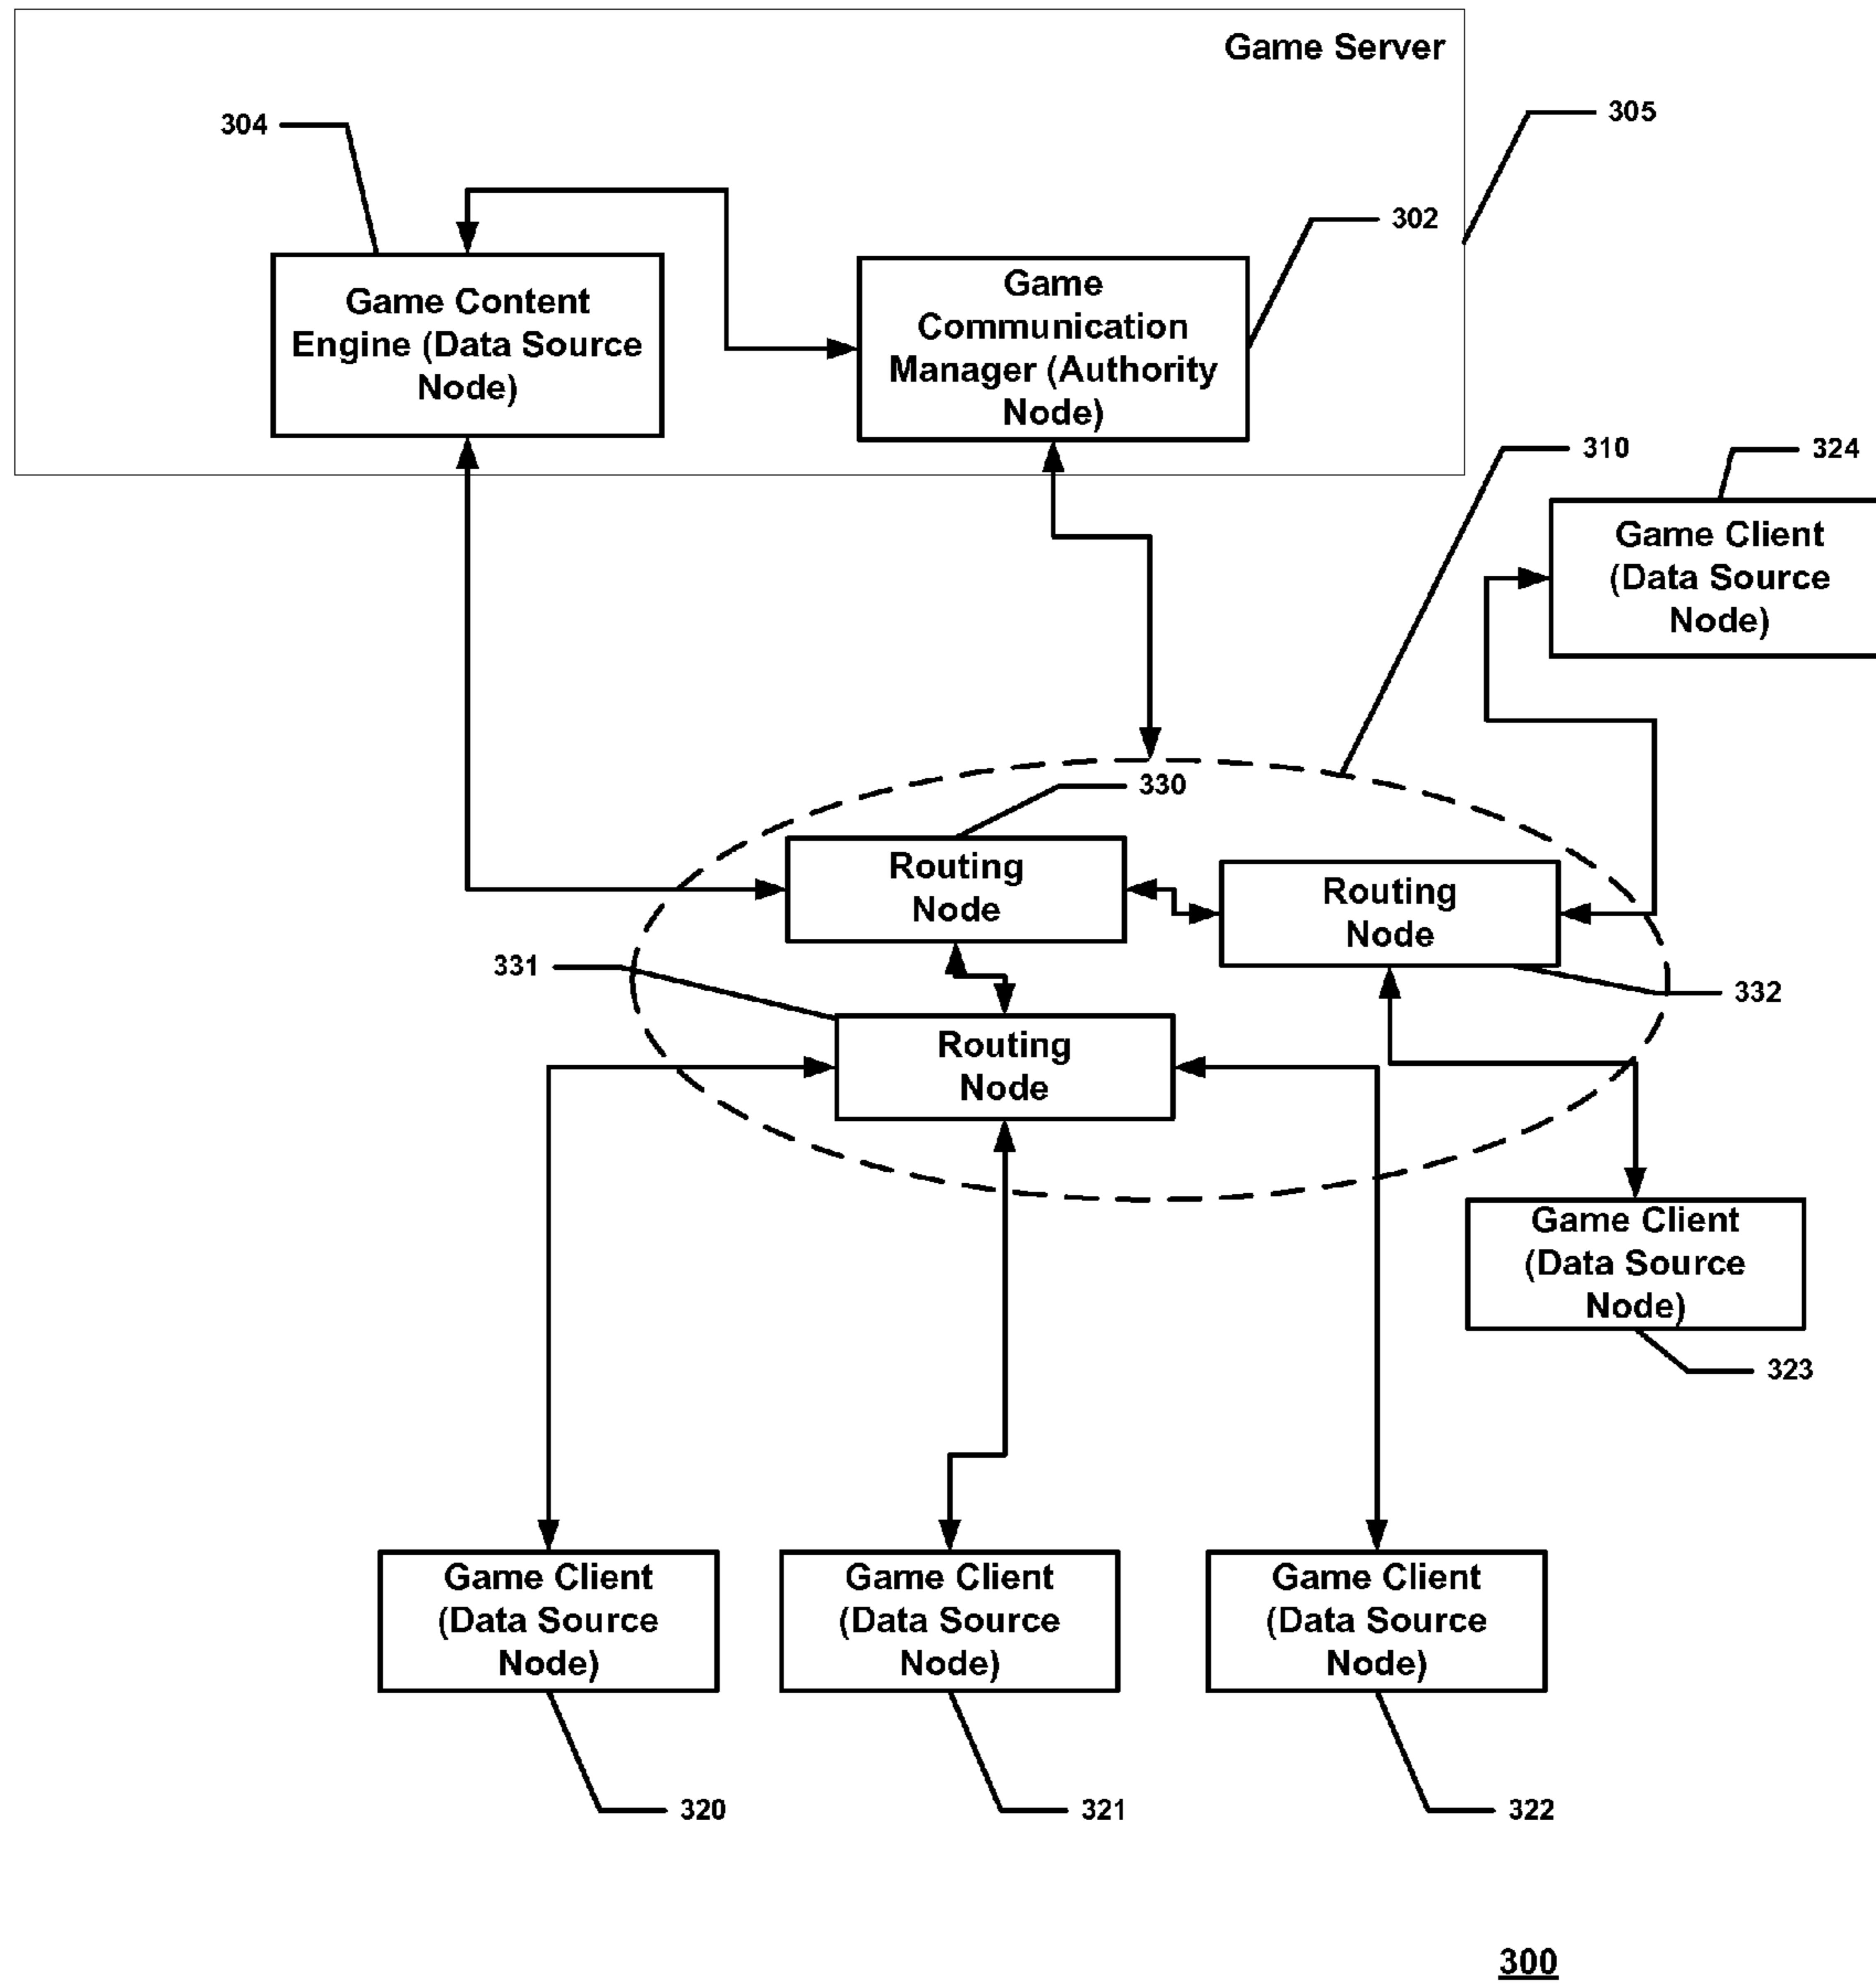 Game Server
304
305
302
Game Content
Engine (Data Source
Node)
Game
Communication
Manager (Authority
Node)
310
324
Game Client
(Data Source
Node)
330
Routing
Node
Routing
Node
331
332
Routing
Node
Game Client
(Data Source
Node)
323
Game Client
(Data Source
Node)
Game Client
(Data Source
Node)
Game Client
(Data Source
Node)
320
321
322
300